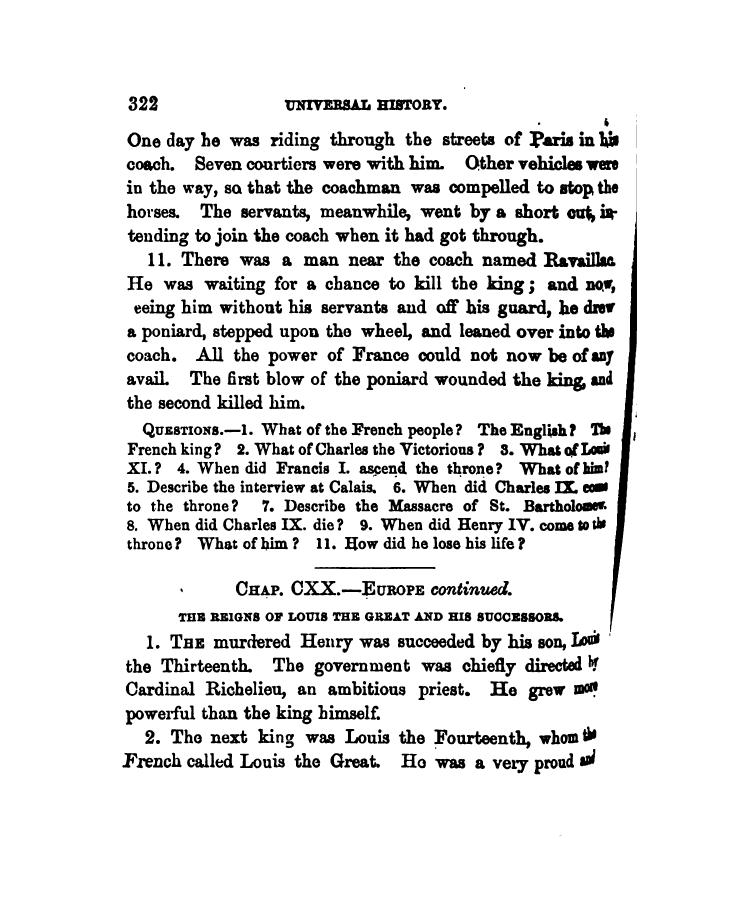 322 UNIVERSAL HISTORY.
One day he was riding through the streets of Paris in his
coach. Seven courtiers were with him. Other vehicles were
in the way, so that the coachman was compelled to stop the
horses. The servants, meanwhile, went by a short cut, in-
tending to join the coach when it had got through.
11. There was a man near the coach named Ravaillac.
He was waiting for a chance to kill the king; and now,
eeing him without his servants and off his guard, he drew
a poniard, stepped upon the wheel, and leaned over into the
coach. All the power of France could not now be of any
avail. The first blow of the poniard wounded the king, and
the second killed him.
QUESTIONS.—1. What of the French people? The English? The
French king? 2. What of Charles the Victorious? 3. What of Louis
XI.? 4. When did Francis I. ascend the throne? What of him?
5. Describe the interview at Calais. 6. When did Charles IX. come
to the throne? 7. Describe the Massacre of St. Bartholomew.
8. When did Charles IX. die? 9. When did Henry IV. come to the
throne? What of him? 11. How did he lose his life?
CHAP. CXX.—EUROPE continued.
THE REIGNS OF LOUIS THE GREAT AND HIS SUCCESSORS.
1. THE murdered Henry was succeeded by his son, Louis
the Thirteenth. The government was chiefly directed by
Cardinal Richelieu, an ambitious priest. He grew more
powerful than the king himself.
2. The next king was Louis the Fourteenth, whom the
French called Louis the Great. He was a very proud and